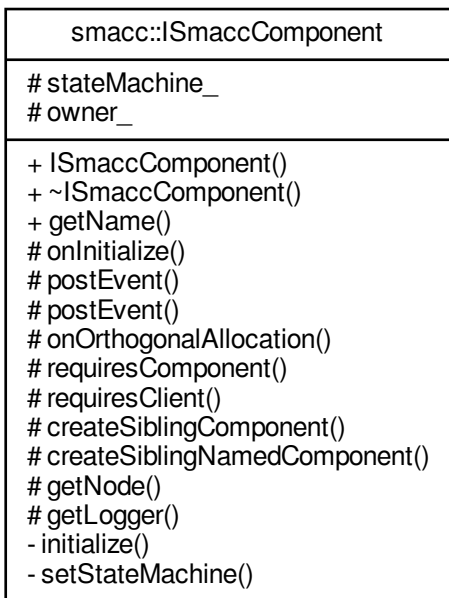 smacc::ISmaccComponent
# stateMachine_
# owner_
+ ISmaccComponent()
+ ~ISmaccComponent()
+ getName()
# onInitialize()
# postEvent()
# postEvent()
# onOrthogonalAllocation()
# requiresComponent()
# requiresClient()
# createSiblingComponent()
# createSiblingNamedComponent()
# getNode()
# getLogger()
- initialize()
- setStateMachine()